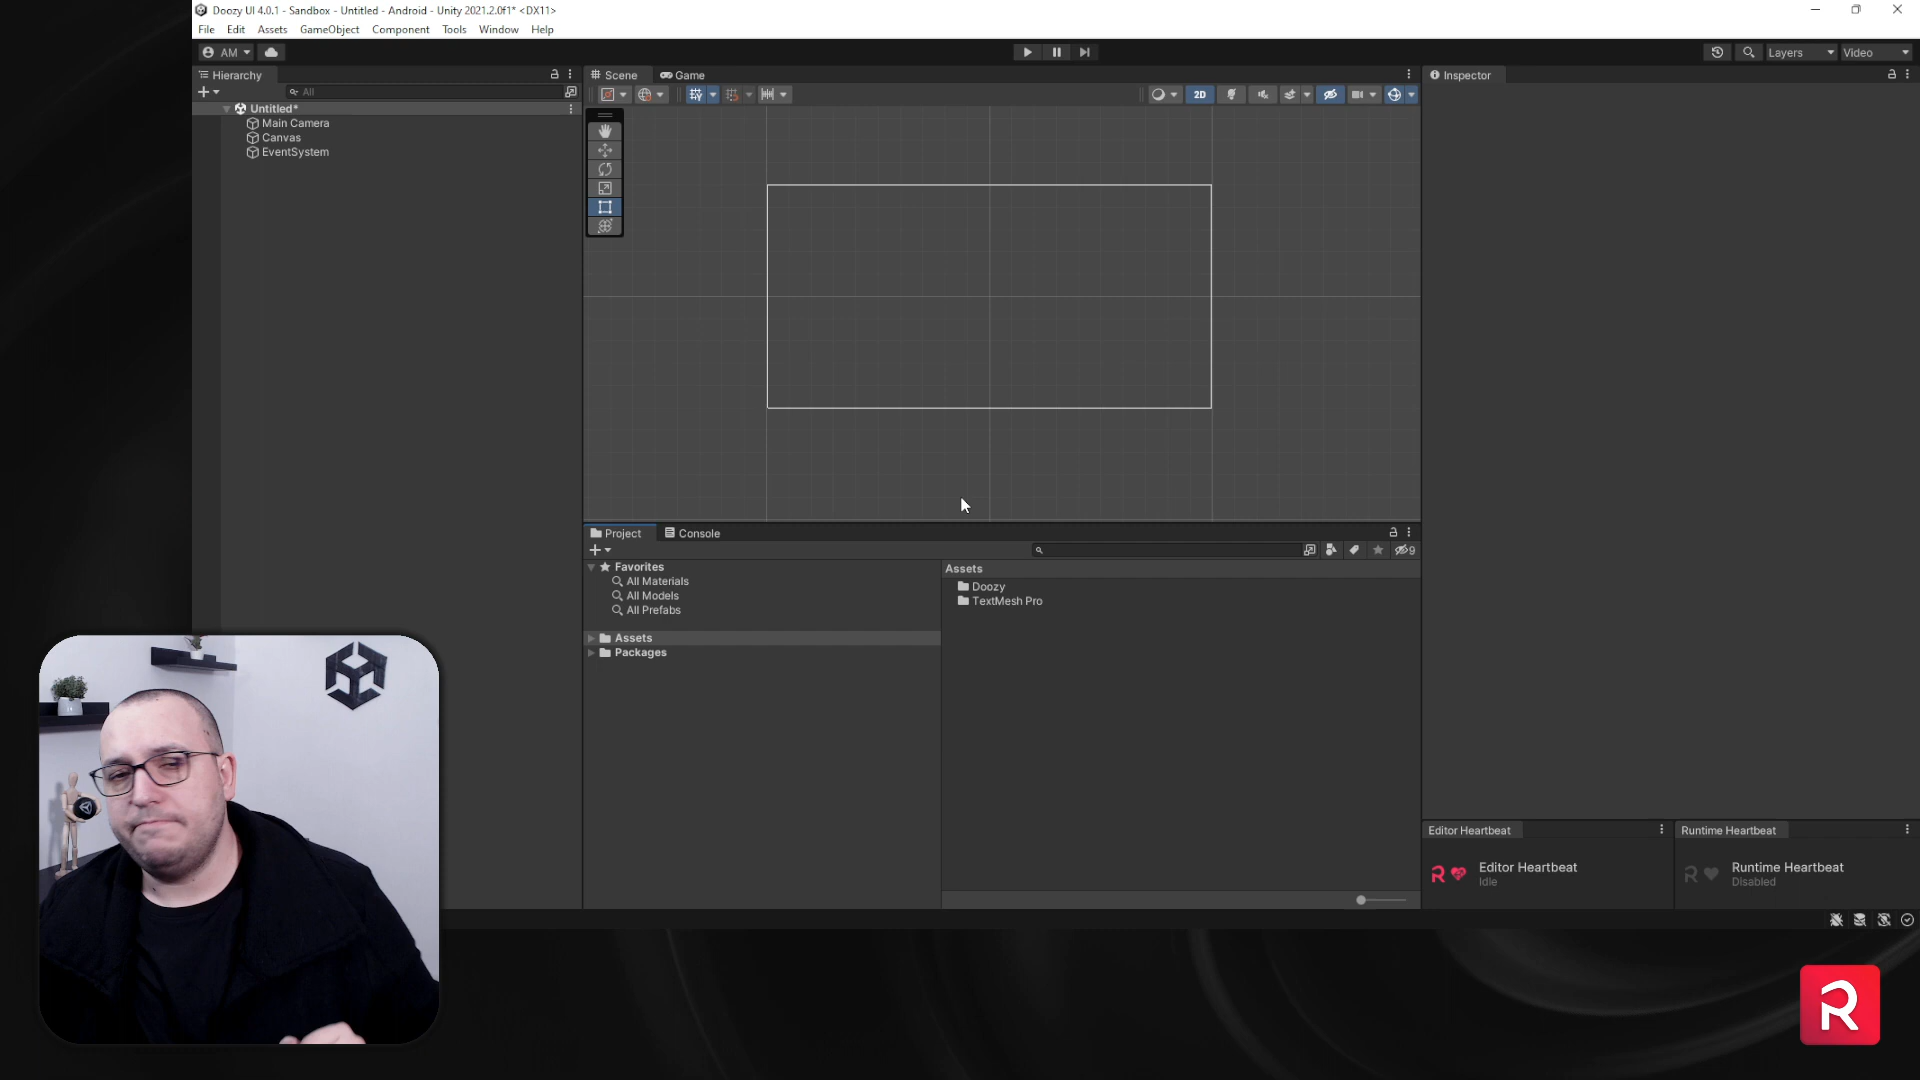 Doozy UI 4.0.1 - Sandbox - Untitled - Android - Unity 2021.2.0f1* <DX11>
File Edit Assets GameObject Component Tools Window Help
AM
Layers
Video
Hierarchy
Scene
Game
Inspector
All
2D
Untitled*
Main Camera
Canvas
EventSystem
Project
Console
9
Favorites
All Materials
All Models
All Prefabs
Assets
Packages
Assets
Doozy
TextMesh Pro
Editor Heartbeat
Runtime Heartbeat
R
Editor Heartbeat
Idle
R
Runtime Heartbeat
Disabled
R